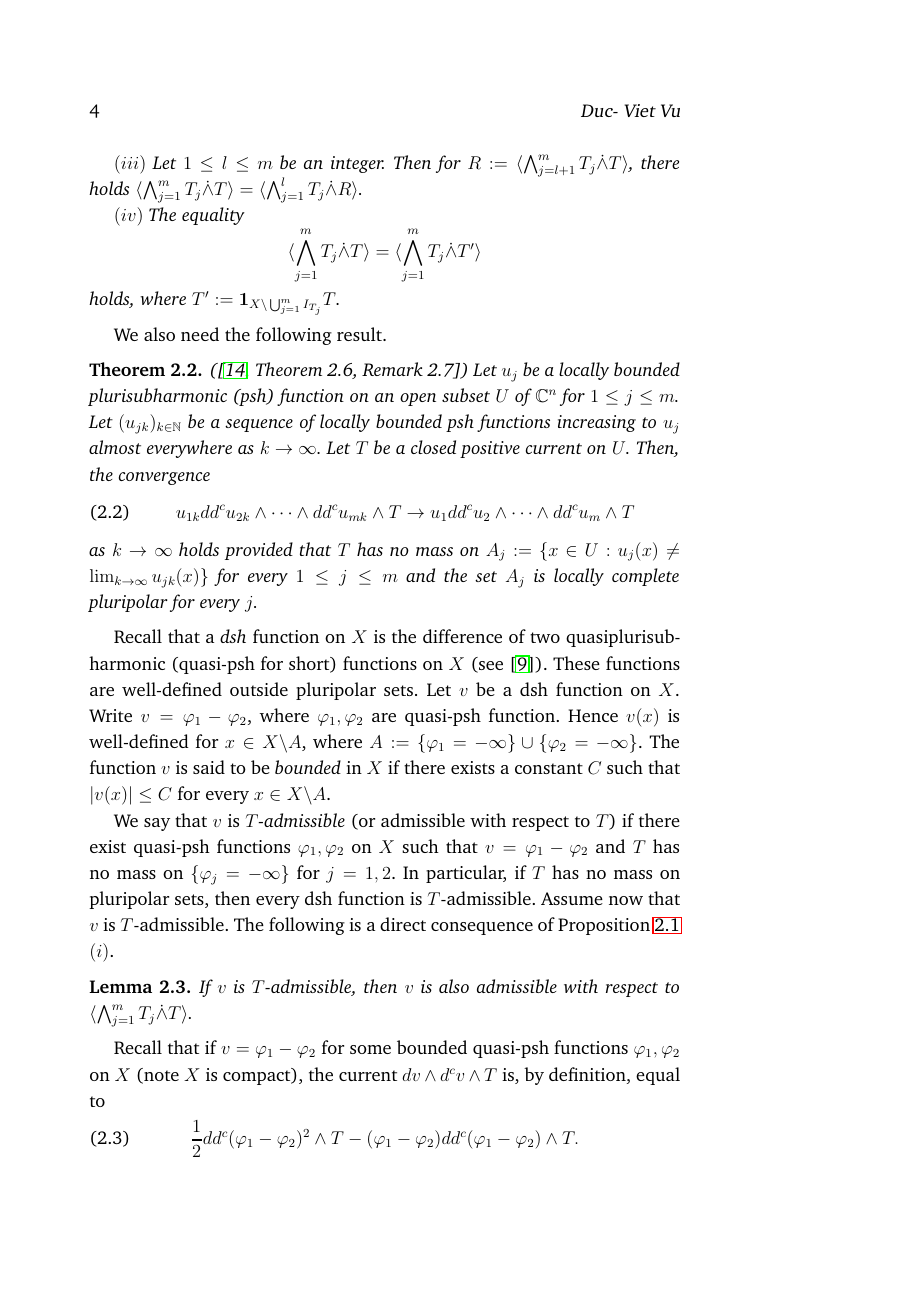 4 Duc- Viet Vu
(iii) Let 1 ≤ l ≤ m be an integer. Then for R := ⟨⋀_{j=l+1}^m T_j ∧̇ T⟩, there
holds ⟨⋀_{j=1}^m T_j ∧̇ T⟩ = ⟨⋀_{j=1}^l T_j ∧̇ R⟩.
(iv) The equality
⟨⋀_{j=1}^m T_j ∧̇ T⟩ = ⟨⋀_{j=1}^m T_j ∧̇ T′⟩
holds, where T′ := 1_{X\⋃_{j=1}^m I_{T_j}} T.
We also need the following result.
Theorem 2.2. ([14, Theorem 2.6, Remark 2.7]) Let u_j be a locally bounded
plurisubharmonic (psh) function on an open subset U of ℂ^n for 1 ≤ j ≤ m.
Let (u_{jk})_{k∈ℕ} be a sequence of locally bounded psh functions increasing to u_j
almost everywhere as k → ∞. Let T be a closed positive current on U. Then,
the convergence
(2.2) u_{1k}dd^c u_{2k} ∧ · · · ∧ dd^c u_{mk} ∧ T → u_1 dd^c u_2 ∧ · · · ∧ dd^c u_m ∧ T
as k → ∞ holds provided that T has no mass on A_j := {x ∈ U : u_j(x) ≠
lim_{k→∞} u_{jk}(x)} for every 1 ≤ j ≤ m and the set A_j is locally complete
pluripolar for every j.
Recall that a dsh function on X is the difference of two quasiplurisub-
harmonic (quasi-psh for short) functions on X (see [9]). These functions
are well-defined outside pluripolar sets. Let v be a dsh function on X.
Write v = φ_1 − φ_2, where φ_1, φ_2 are quasi-psh function. Hence v(x) is
well-defined for x ∈ X\A, where A := {φ_1 = −∞} ∪ {φ_2 = −∞}. The
function v is said to be bounded in X if there exists a constant C such that
|v(x)| ≤ C for every x ∈ X\A.
We say that v is T-admissible (or admissible with respect to T) if there
exist quasi-psh functions φ_1, φ_2 on X such that v = φ_1 − φ_2 and T has
no mass on {φ_j = −∞} for j = 1, 2. In particular, if T has no mass on
pluripolar sets, then every dsh function is T-admissible. Assume now that
v is T-admissible. The following is a direct consequence of Proposition 2.1
(i).
Lemma 2.3. If v is T-admissible, then v is also admissible with respect to
⟨⋀_{j=1}^m T_j ∧̇ T⟩.
Recall that if v = φ_1 − φ_2 for some bounded quasi-psh functions φ_1, φ_2
on X (note X is compact), the current dv ∧ d^c v ∧ T is, by definition, equal
to
(2.3) 1/2 dd^c(φ_1 − φ_2)^2 ∧ T − (φ_1 − φ_2)dd^c(φ_1 − φ_2) ∧ T.